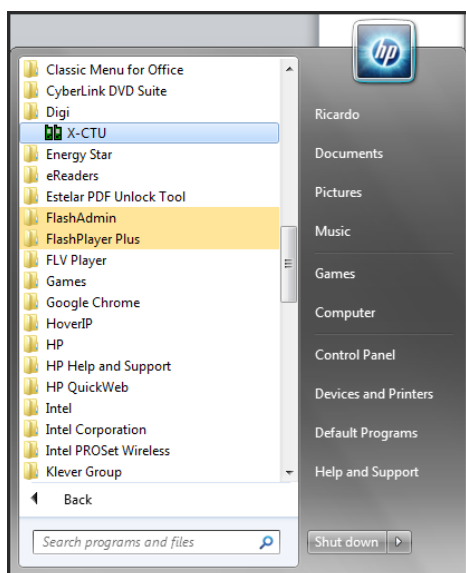 hp
Classic Menu for Office
CyberLink DVD Suite
Digi
X-CTU
Energy Star
eReaders
Estelar PDF Unlock Tool
FlashAdmin
FlashPlayer Plus
FLV Player
Games
Google Chrome
HoverIP
HP
HP Help and Support
HP QuickWeb
Intel
Intel Corporation
Intel PROSet Wireless
Klever Group
Back
Search programs and files
Ricardo
Documents
Pictures
Music
Games
Computer
Control Panel
Devices and Printers
Default Programs
Help and Support
Shut down